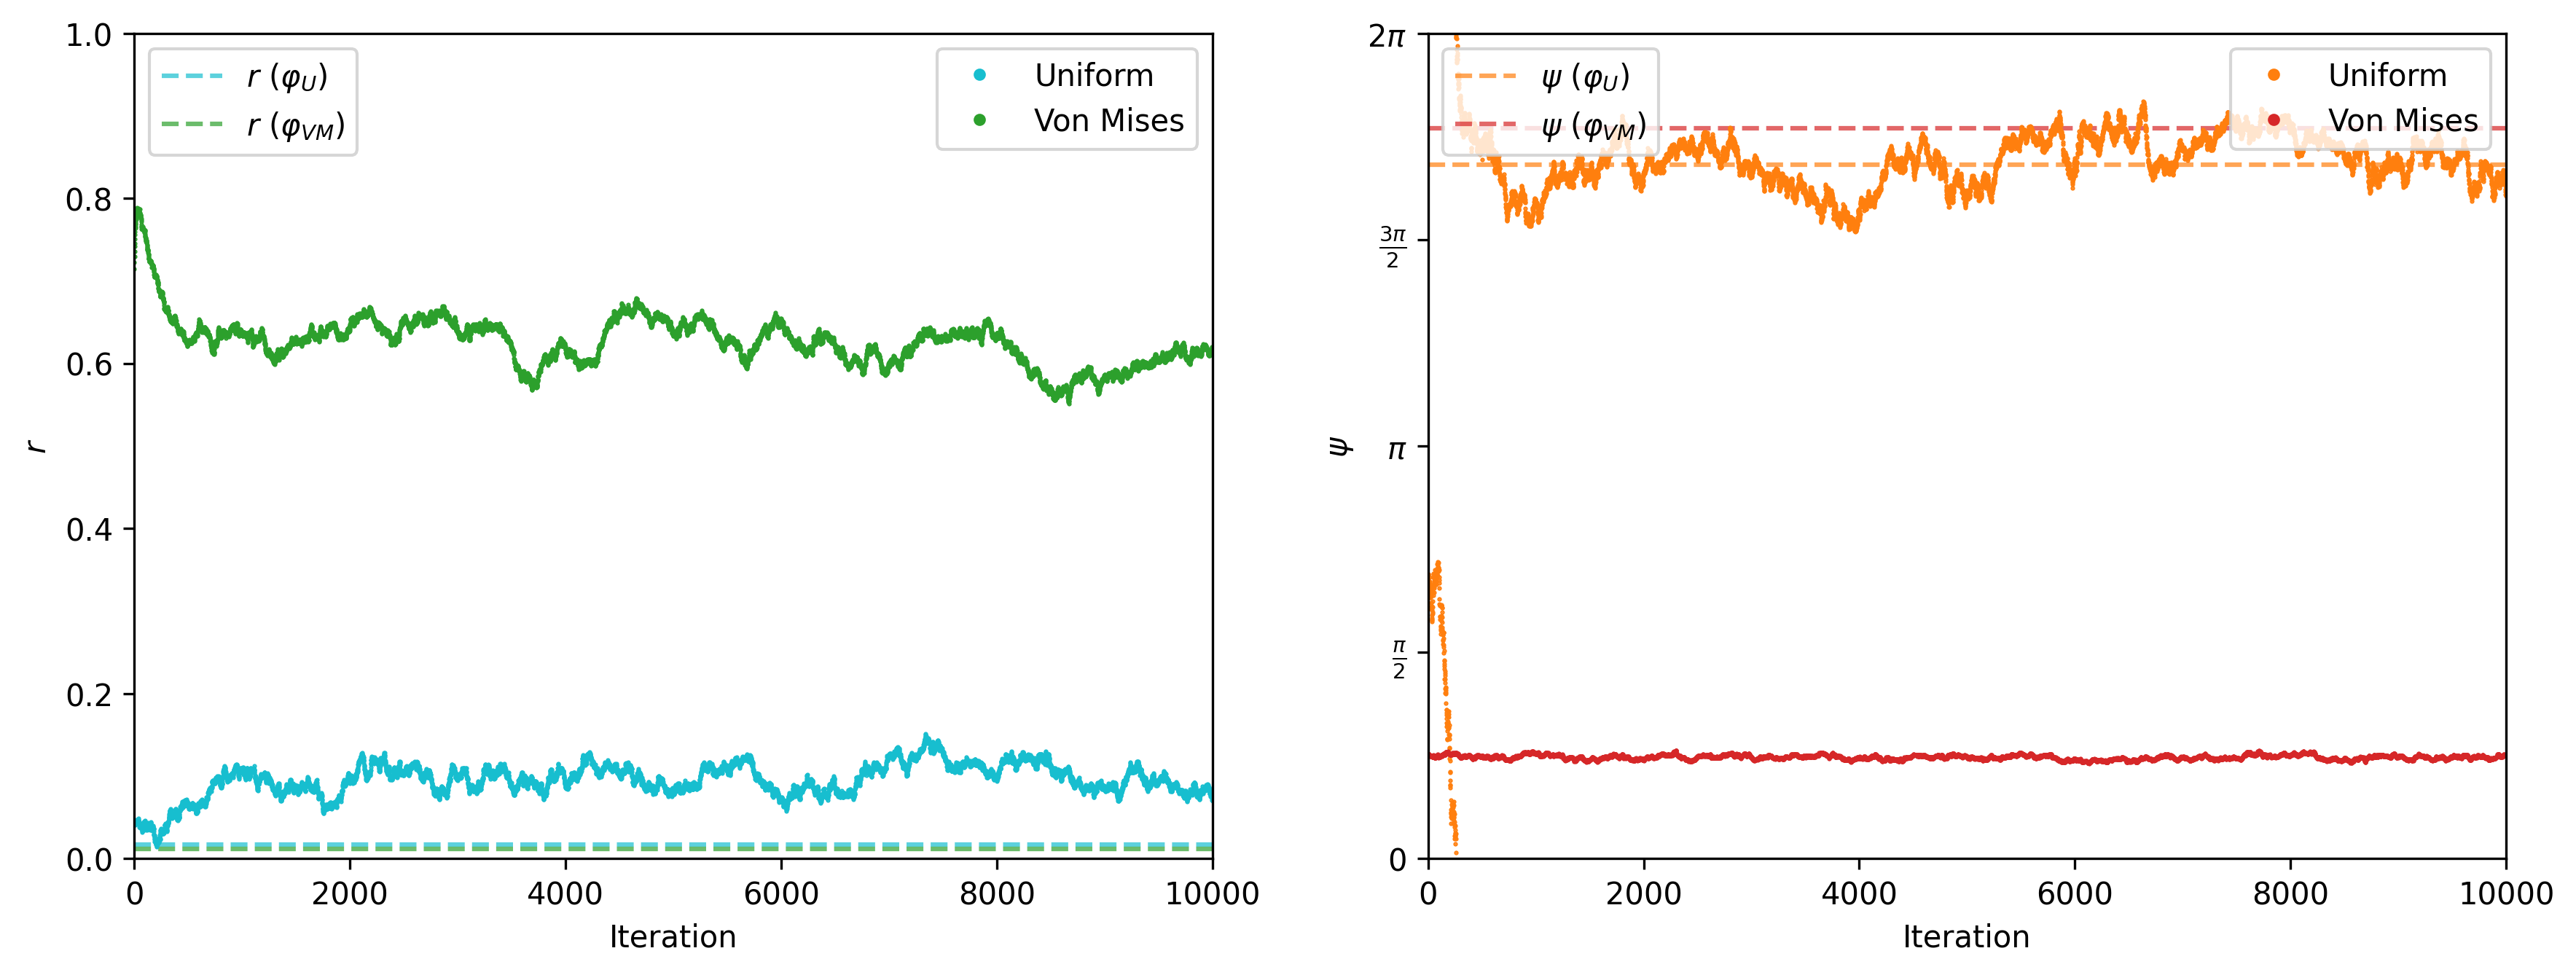 1.0
0.8
0.6
0.4
0.2
0.0
r
r (φ_U)
r (φ_VM)
Uniform
Von Mises
0 2000 4000 6000 8000 10000
Iteration
2π
3π/2
π
π/2
0
ψ
ψ (φ_U)
ψ (φ_VM)
Uniform
Von Mises
0 2000 4000 6000 8000 10000
Iteration